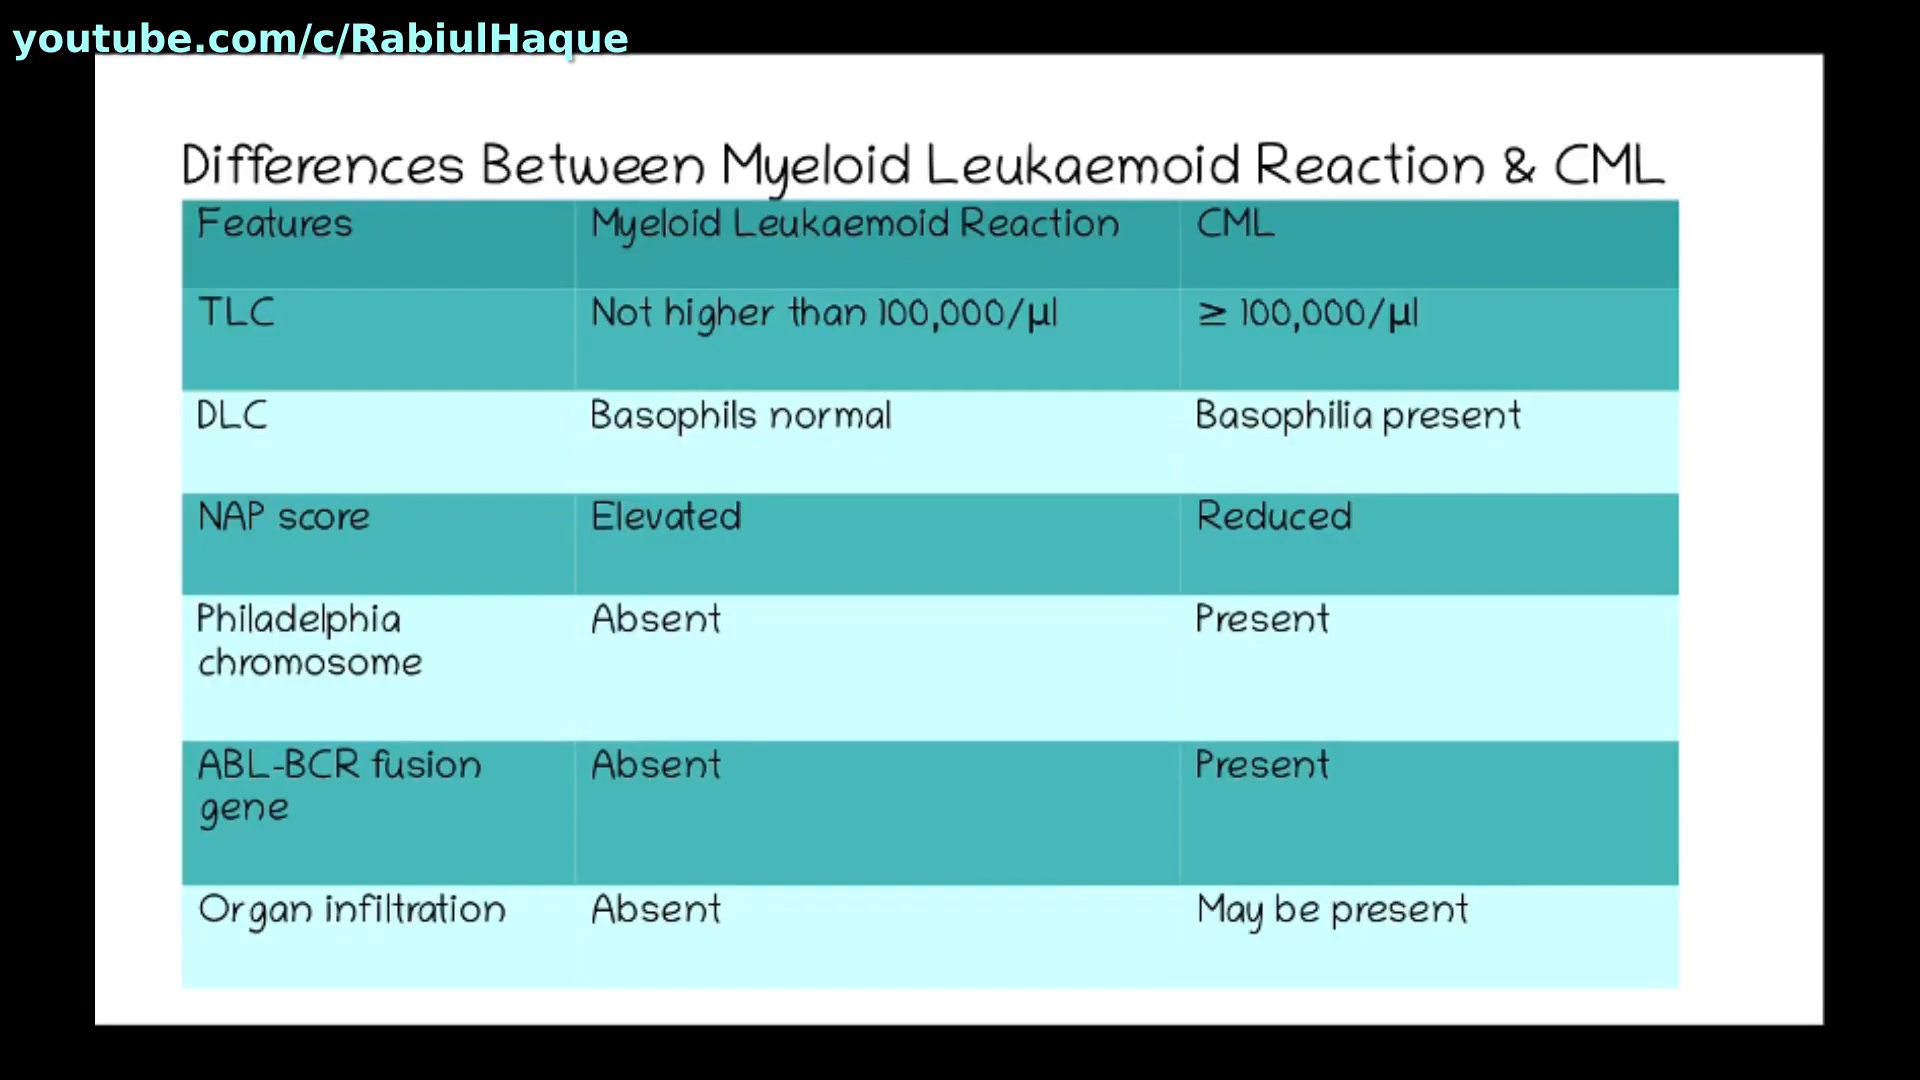 youtube.com/c/RabiulHaque
Differences Between Myeloid Leukaemoid Reaction & CML
Features Myeloid Leukaemoid Reaction CML
TLC Not higher than 100,000/µl ≥ 100,000/µl
DLC Basophils normal Basophilia present
NAP score Elevated Reduced
Philadelphia Absent Present
chromosome
ABL-BCR fusion Absent Present
gene
Organ infiltration Absent May be present